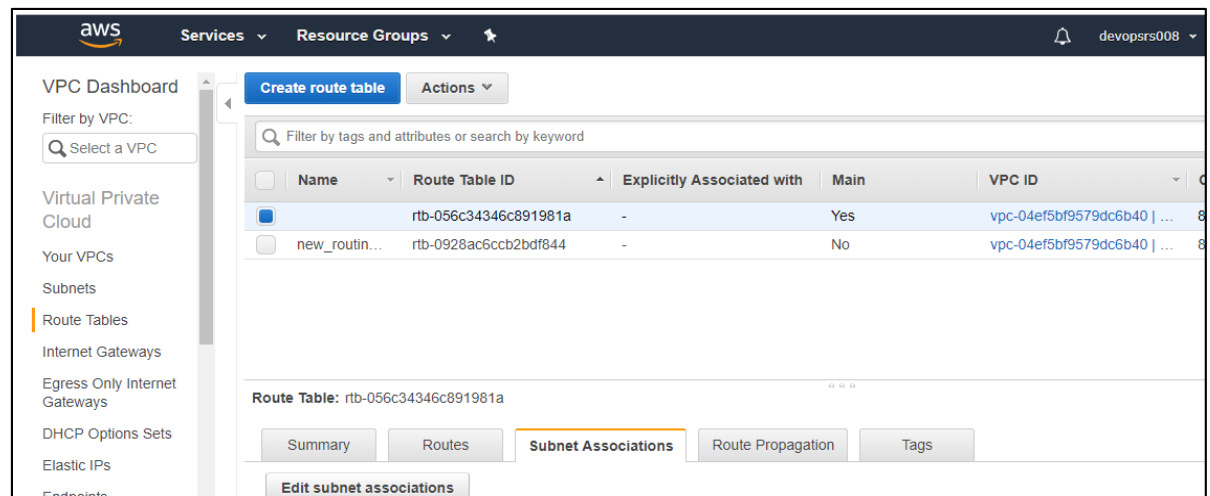 aws Services Resource Groups devopsrs008
VPC Dashboard
Filter by VPC:
Select a VPC
Virtual Private
Cloud
Your VPCs
Subnets
Route Tables
Internet Gateways
Egress Only Internet
Gateways
DHCP Options Sets
Elastic IPs
Endpoints
Create route table Actions
Filter by tags and attributes or search by keyword
Name Route Table ID Explicitly Associated with Main VPC ID
rtb-056c34346c891981a - Yes vpc-04ef5bf9579dc6b40 | ... 8
new_routin... rtb-0928ac6ccb2bdf844 - No vpc-04ef5bf9579dc6b40 | ... 8
Route Table: rtb-056c34346c891981a
Summary Routes Subnet Associations Route Propagation Tags
Edit subnet associations